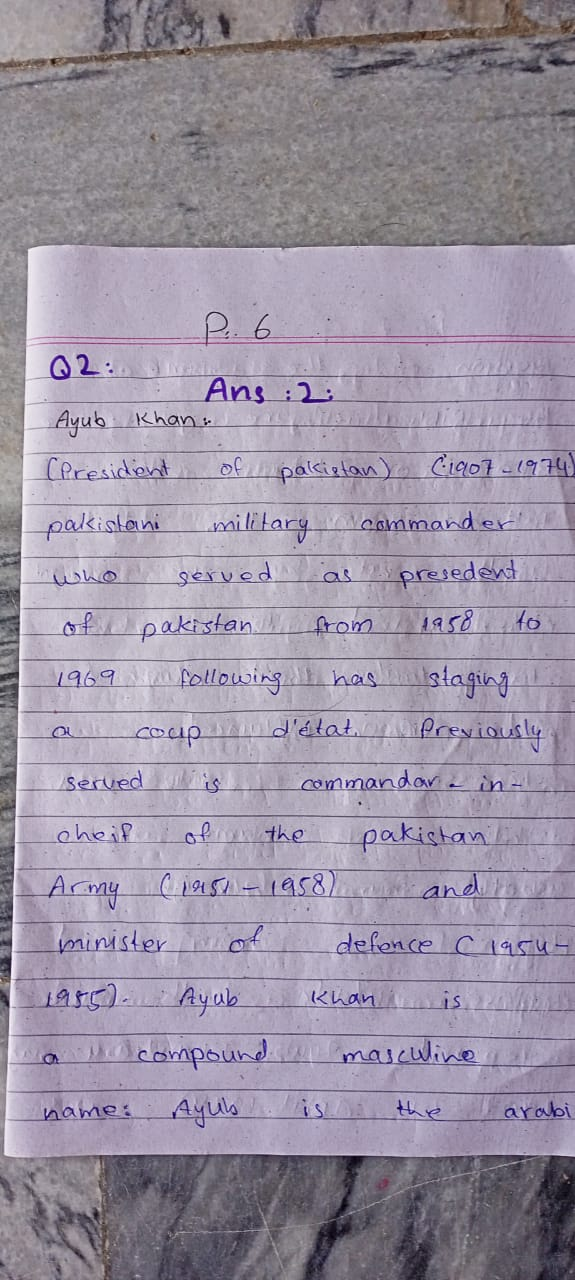 P. 6
Q2:
Ans :2:
Ayub Khan:
(President of pakistan) (1907-1974)
pakistani military commander
who served as presedent
of pakistan from 1958 to
1969 following has staging
a coup d'état. Previously
served is commandar-in-
cheif of the pakistan
Army (1951-1958) and
minister of defence (1954-
1955). Ayub Khan is
a compound masculine
name: Ayub is the arabi